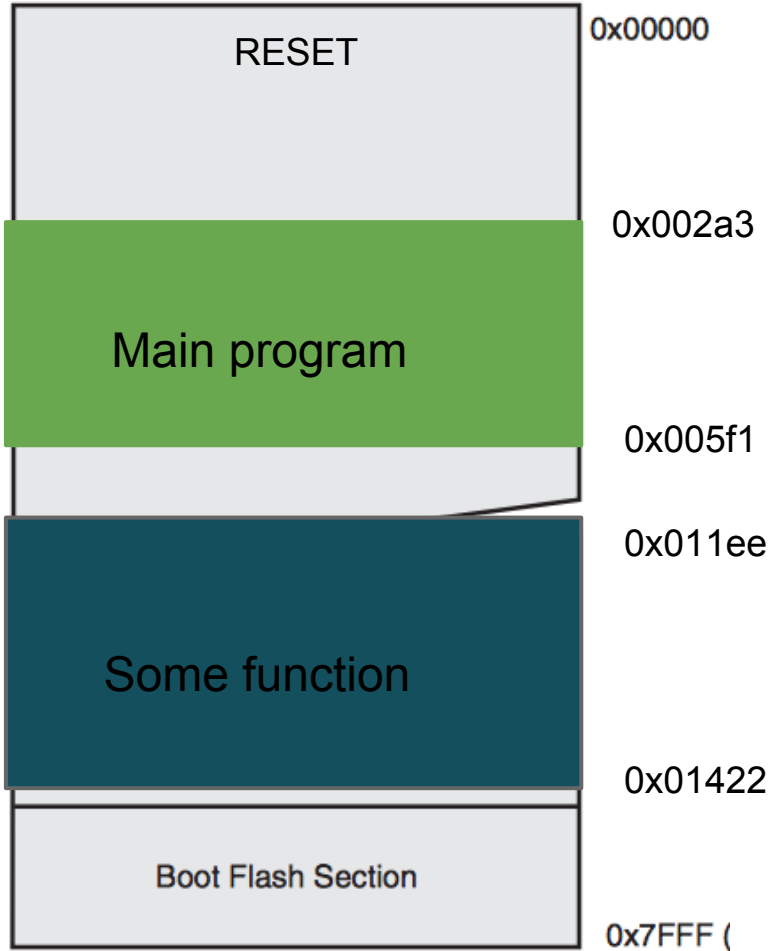 RESET
0x00000
0x002a3
Main program
0x005f1
0x011ee
Some function
0x01422
Boot Flash Section
0x7FFF (